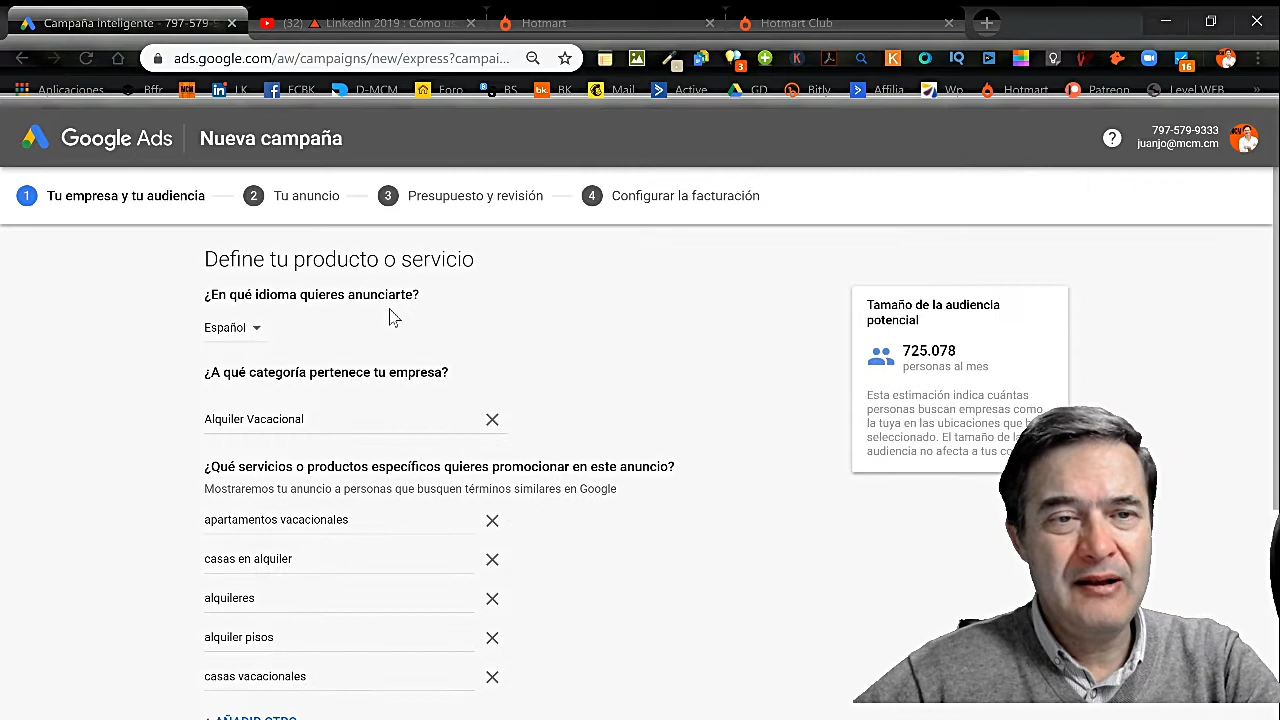 Campaña inteligente - 797-579-
(32) Linkedin 2019 : Cómo us
Hotmart
Hotmart Club
ads.google.com/aw/campaigns/new/express?campai...
3
16
Aplicaciones
Bffr
LK
FCBK
D-MCM
Foro
BS
BK
Mail
Active
GD
Bitly
Affilia
Wp
Hotmart
Patreon
Level WEB
»
Google Ads
Nueva campaña
797-579-9333
juanjo@mcm.cm
1 Tu empresa y tu audiencia
2 Tu anuncio
3 Presupuesto y revisión
4 Configurar la facturación
Define tu producto o servicio
¿En qué idioma quieres anunciarte?
Español
¿A qué categoría pertenece tu empresa?
Alquiler Vacacional
¿Qué servicios o productos específicos quieres promocionar en este anuncio?
Mostraremos tu anuncio a personas que busquen términos similares en Google
apartamentos vacacionales
casas en alquiler
alquileres
alquiler pisos
casas vacacionales
+ AÑADIR OTRO
Tamaño de la audiencia
potencial
725.078
personas al mes
Esta estimación indica cuántas
personas buscan empresas como
la tuya en las ubicaciones que
seleccionado. El tamaño de
audiencia no afecta a tus